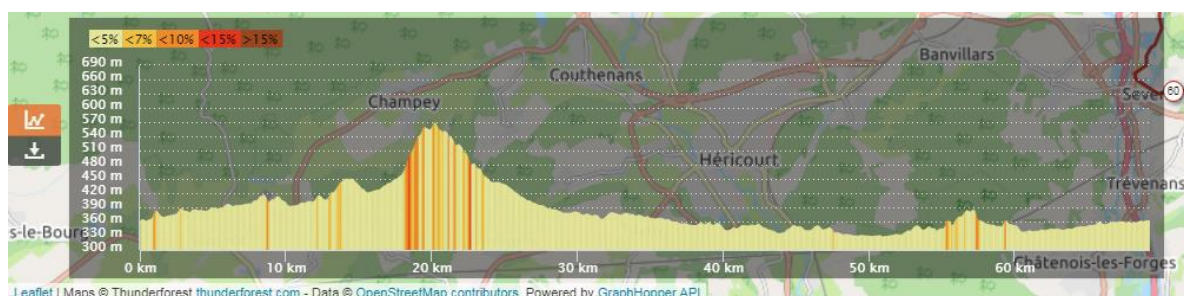 <5% <7% <10% <15% >15%
Banvillars
690 m
660 m
Couthenans
630 m
60
Seve
600 m
Champey
570 m
540 m
510 m
Héricourt
480 m
450 m
Trévenans
420 m
390 m
360 m
s-le-Bour
330 m
300 m
0 km 10 km 20 km 30 km 40 km 50 km 60 km
Châtenois-les-Forges
Leaflet | Maps © Thunderforest thunderforest.com - Data © OpenStreetMap contributors, Powered by GraphHopper API